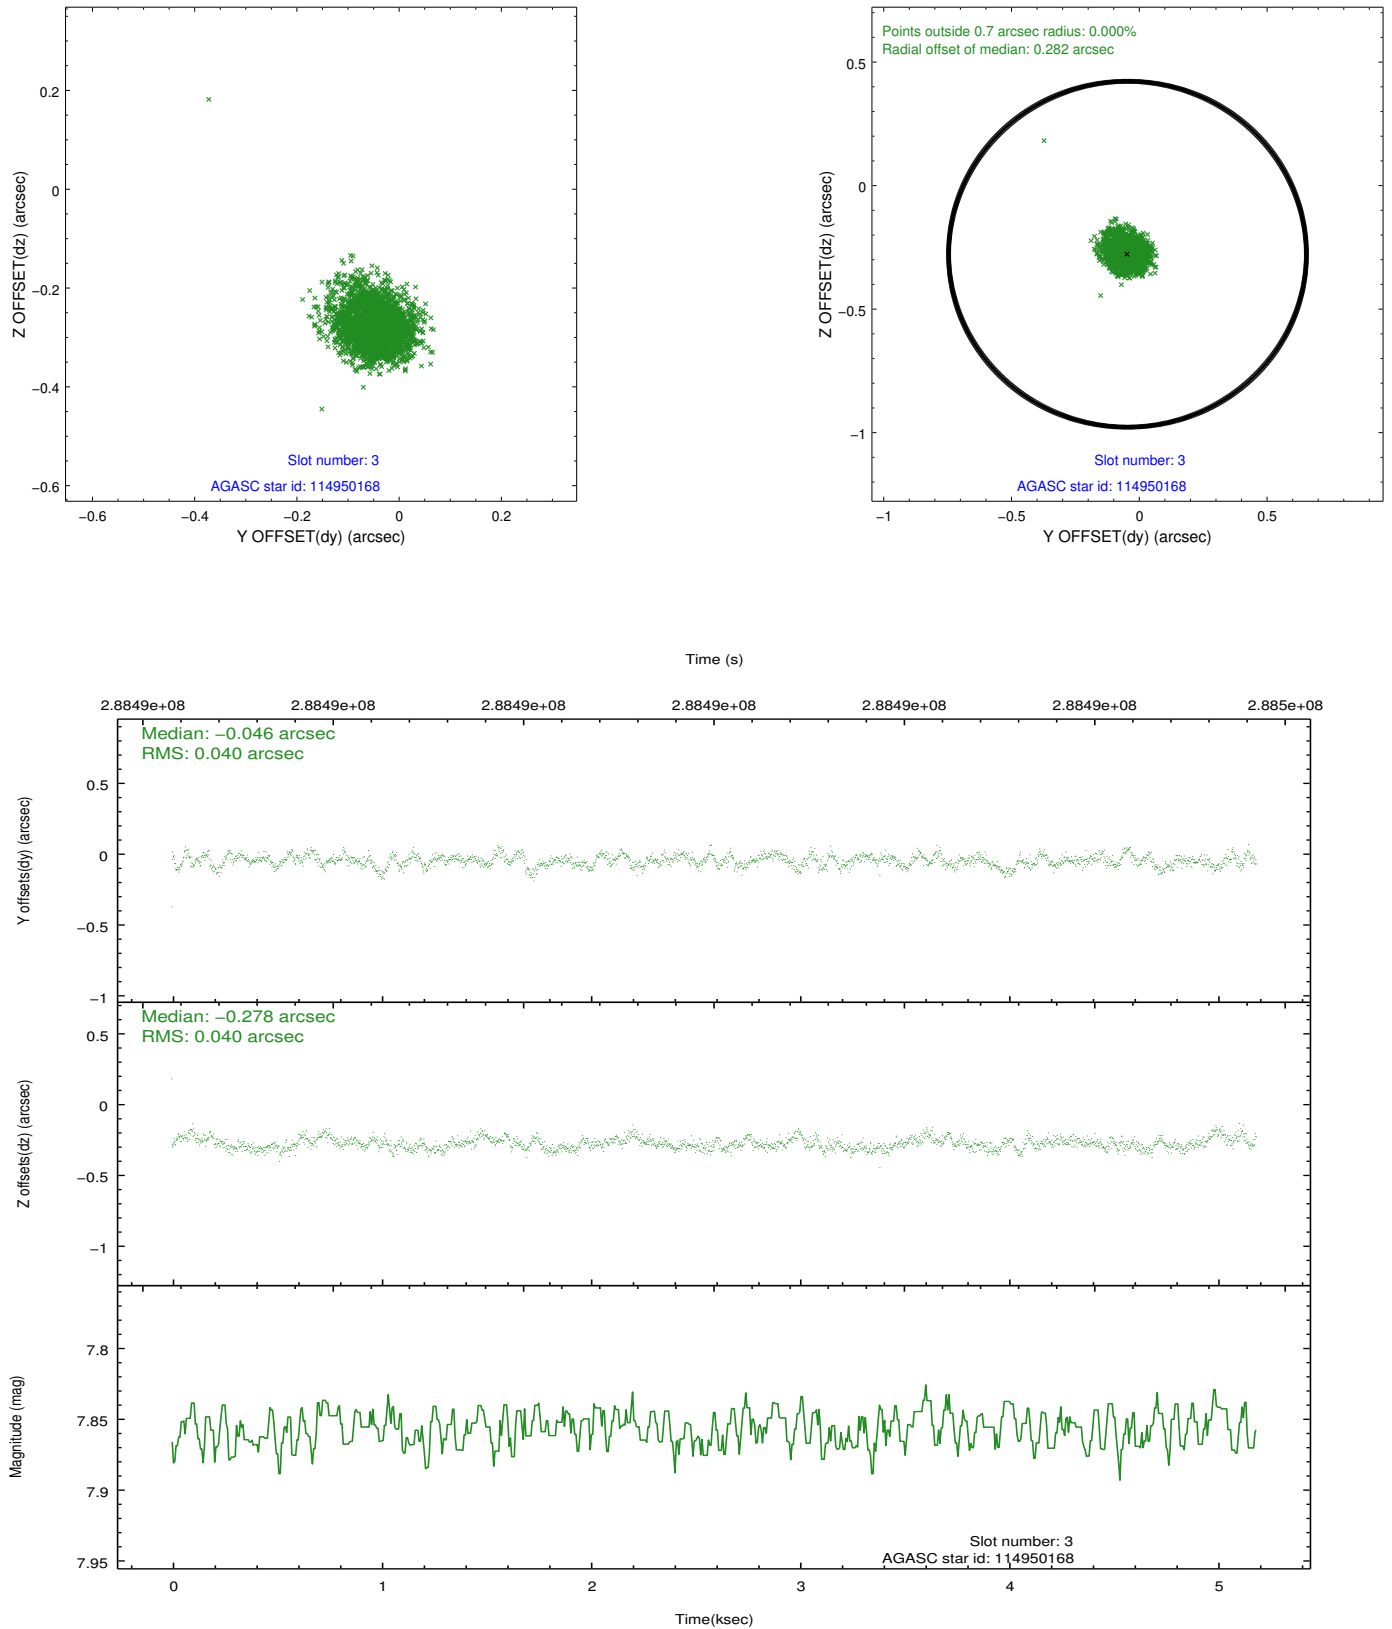 0.2
0
−0.2
−0.4
−0.6
Z OFFSET(dz) (arcsec)
Slot number: 3
AGASC star id: 114950168
−0.6
−0.4
−0.2
0
0.2
Y OFFSET(dy) (arcsec)
Points outside 0.7 arcsec radius: 0.000%
Radial offset of median: 0.282 arcsec
0.5
0
−0.5
−1
Z OFFSET(dz) (arcsec)
Slot number: 3
AGASC star id: 114950168
−1
−0.5
0
0.5
Y OFFSET(dy) (arcsec)
Time (s)
2.8849e+08
2.8849e+08
2.8849e+08
2.8849e+08
2.8849e+08
2.8849e+08
2.885e+08
Median: −0.046 arcsec
RMS: 0.040 arcsec
0.5
0
−0.5
−1
Y offsets(dy) (arcsec)
Median: −0.278 arcsec
RMS: 0.040 arcsec
0.5
0
−0.5
−1
Z offsets(dz) (arcsec)
7.8
7.85
7.9
7.95
Magnitude (mag)
Slot number: 3
AGASC star id: 114950168
0
1
2
3
4
5
Time(ksec)